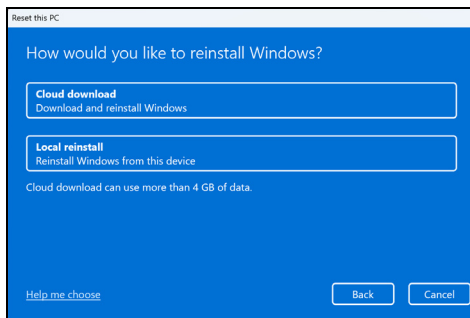 Reset this PC
How would you like to reinstall Windows?
Cloud download
Download and reinstall Windows
Local reinstall
Reinstall Windows from this device
Cloud download can use more than 4 GB of data.
Help me choose
Back
Cancel